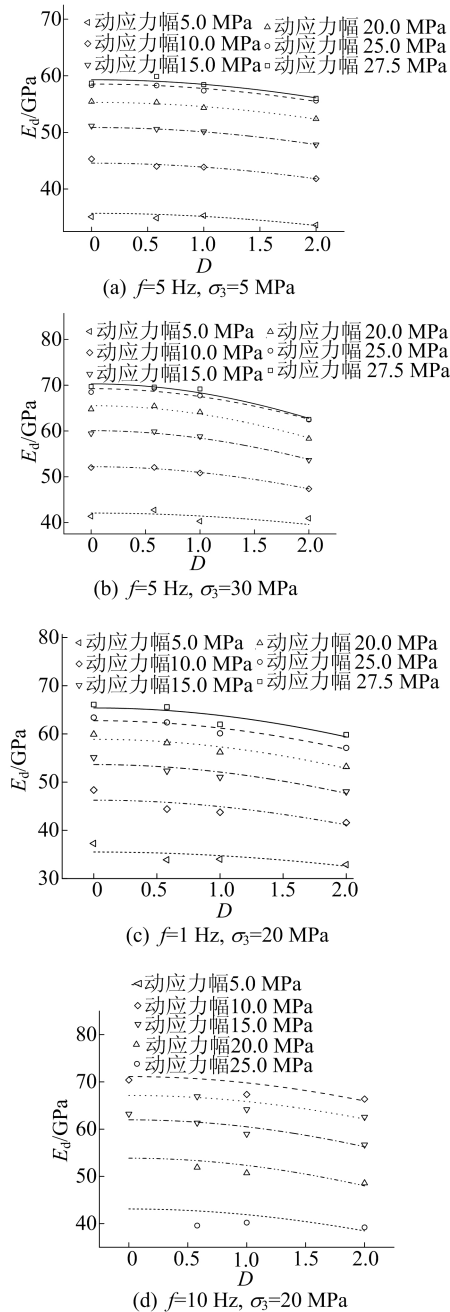 70
◁动应力幅5.0 MPa △动应力幅20.0 MPa
◇动应力幅10.0 MPa ○动应力幅25.0 MPa
▽动应力幅15.0 MPa □动应力幅27.5 MPa
60
50
40
E_d/GPa
0 0.5 1.0 2.0
D
(a) f=5 Hz, σ₃=5 MPa
◁动应力幅5.0 MPa △动应力幅20.0 MPa
80
◇动应力幅10.0 MPa ○动应力幅25.0 MPa
▽动应力幅15.0 MPa □动应力幅 27.5 MPa
70
60
50
40
E_d/GPa
0 0.5 1.0 2.0
D
(b) f=5 Hz, σ₃=30 MPa
80
◁动应力幅5.0 MPa △动应力幅20.0 MPa
◇动应力幅10.0 MPa ○动应力幅25.0 MPa
▽动应力幅15.0 MPa □动应力幅 27.5 MPa
70
60
50
40
30
E_d/GPa
0 0.5 1.0 2.0
D
(c) f=1 Hz, σ₃=20 MPa
◁动应力幅5.0 MPa
◇动应力幅10.0 MPa
▽动应力幅15.0 MPa
△动应力幅20.0 MPa
○动应力幅25.0 MPa
80
70
60
50
40
E_d/GPa
0 0.5 1.0 2.0
D
(d) f=10 Hz, σ₃=20 MPa